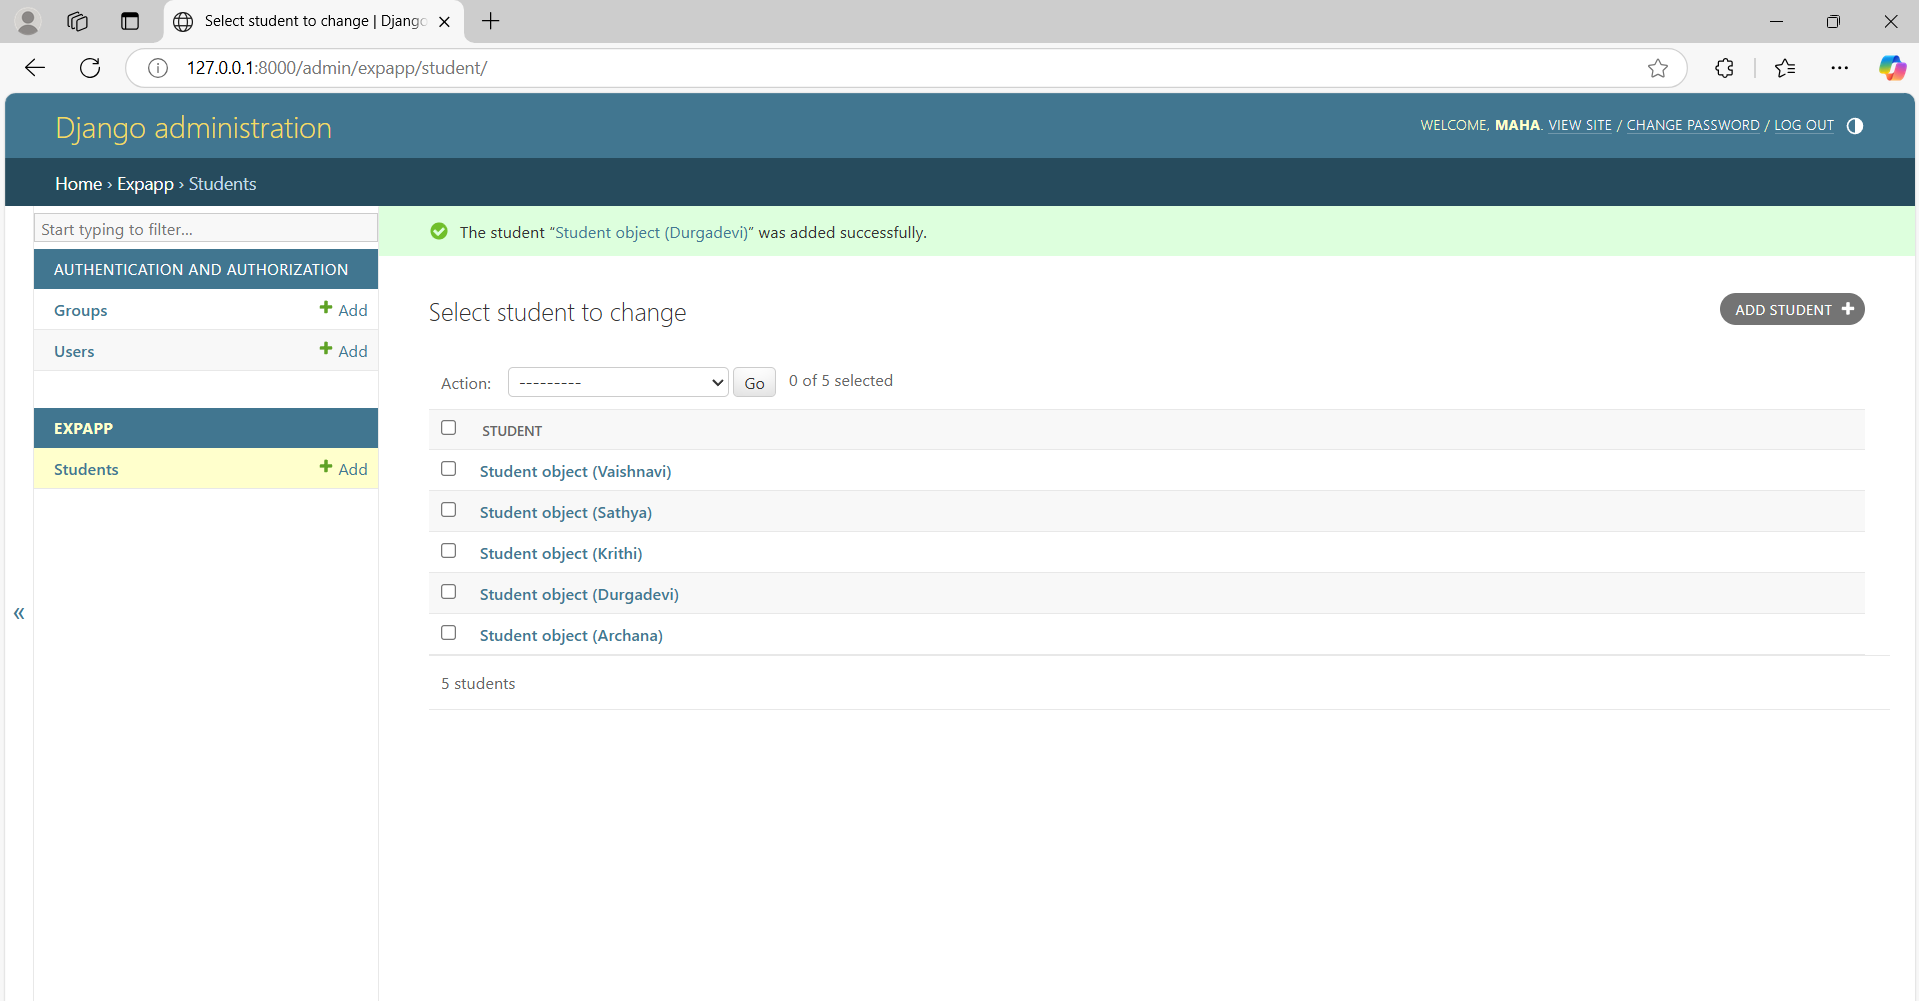 Select student to change | Django
127.0.0.1:8000/admin/expapp/student/
Django administration
WELCOME, MAHA. VIEW SITE / CHANGE PASSWORD / LOG OUT
Home › Expapp › Students
Start typing to filter...
The student “Student object (Durgadevi)” was added successfully.
AUTHENTICATION AND AUTHORIZATION
Groups + Add
Users + Add
EXPAPP
Students + Add
«
Select student to change
ADD STUDENT +
Action: --------- Go 0 of 5 selected
STUDENT
Student object (Vaishnavi)
Student object (Sathya)
Student object (Krithi)
Student object (Durgadevi)
Student object (Archana)
5 students